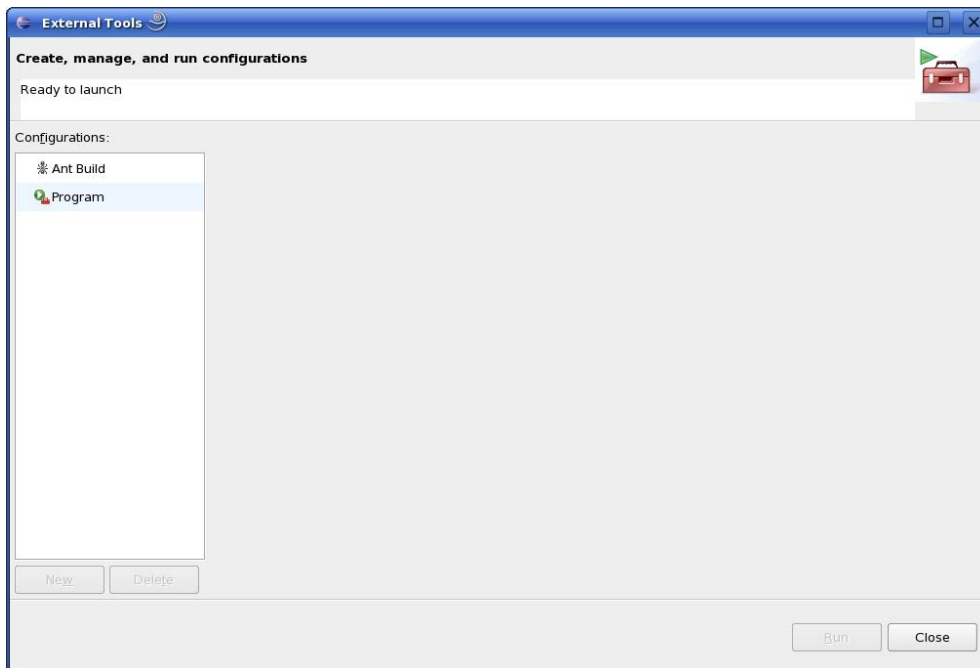 External Tools
Create, manage, and run configurations
Ready to launch
Configurations:
Ant Build
Program
New
Delete
Run
Close